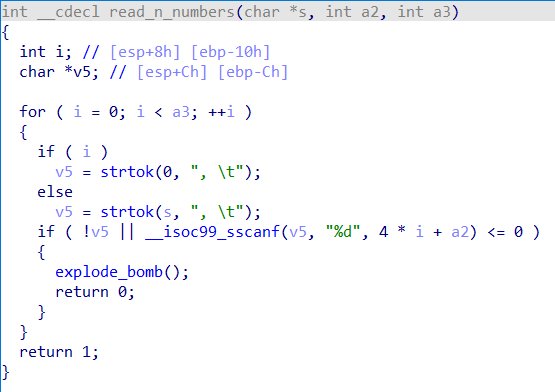 int __cdecl read_n_numbers(char *s, int a2, int a3)
{
  int i; // [esp+8h] [ebp-10h]
  char *v5; // [esp+Ch] [ebp-Ch]

  for ( i = 0; i < a3; ++i )
  {
    if ( i )
      v5 = strtok(0, ", \t");
    else
      v5 = strtok(s, ", \t");
    if ( !v5 || __isoc99_sscanf(v5, "%d", 4 * i + a2) <= 0 )
    {
      explode_bomb();
      return 0;
    }
  }
  return 1;
}